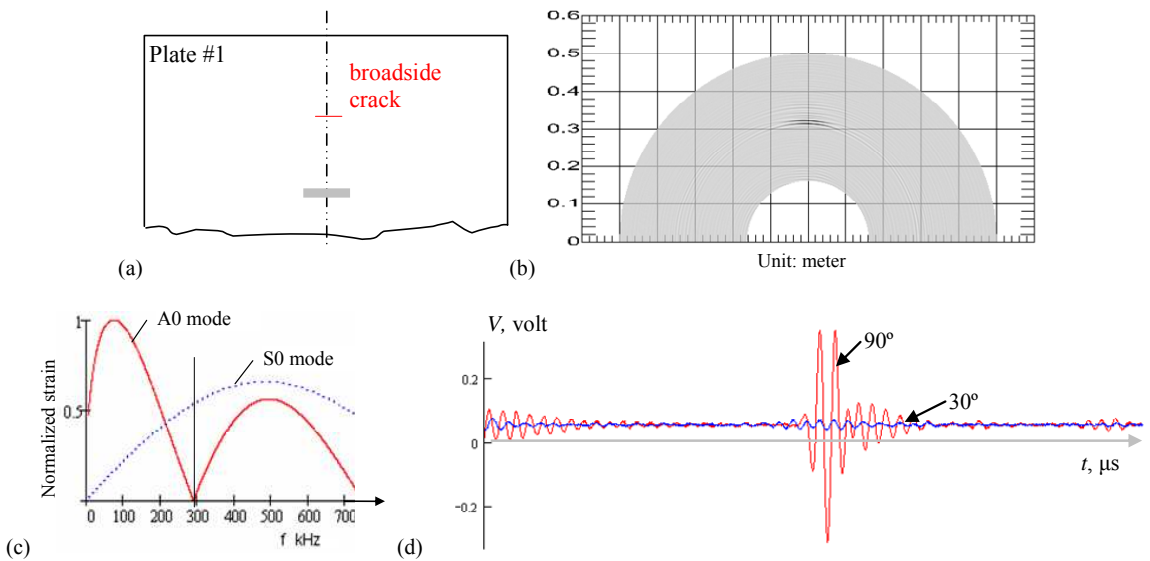 Plate #1
broadside
crack
(a)
0.6
0.5
0.4
0.3
0.2
0.1
0
Unit: meter
(b)
A0 mode
S0 mode
Normalized strain
1
0.5
0 100 200 300 400 500 600 700
f kHz
(c)
V, volt
90º
30º
0.2
0
−0.2
t, μs
(d)